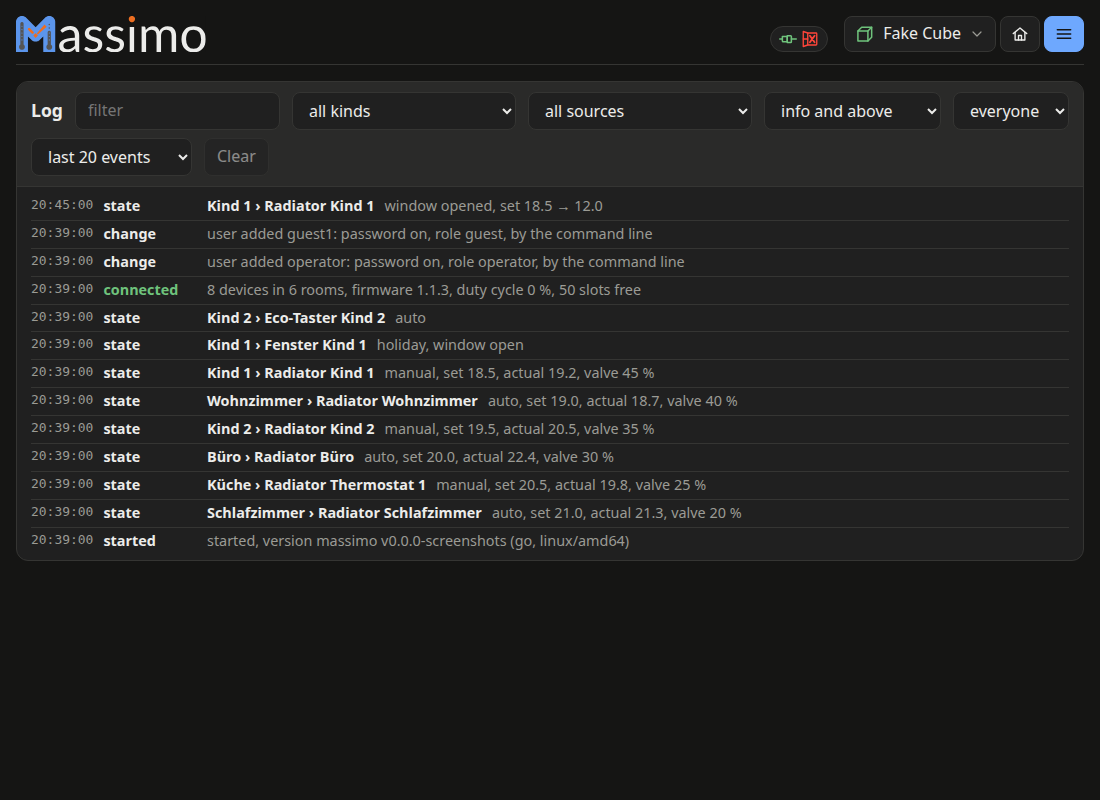 Massimo
Fake Cube
Log filter all kinds all sources info and above everyone
last 20 events Clear
20:45:00 state Kind 1 › Radiator Kind 1 window opened, set 18.5 → 12.0
20:39:00 change user added guest1: password on, role guest, by the command line
20:39:00 change user added operator: password on, role operator, by the command line
20:39:00 connected 8 devices in 6 rooms, firmware 1.1.3, duty cycle 0 %, 50 slots free
20:39:00 state Kind 2 › Eco-Taster Kind 2 auto
20:39:00 state Kind 1 › Fenster Kind 1 holiday, window open
20:39:00 state Kind 1 › Radiator Kind 1 manual, set 18.5, actual 19.2, valve 45 %
20:39:00 state Wohnzimmer › Radiator Wohnzimmer auto, set 19.0, actual 18.7, valve 40 %
20:39:00 state Kind 2 › Radiator Kind 2 manual, set 19.5, actual 20.5, valve 35 %
20:39:00 state Büro › Radiator Büro auto, set 20.0, actual 22.4, valve 30 %
20:39:00 state Küche › Radiator Thermostat 1 manual, set 20.5, actual 19.8, valve 25 %
20:39:00 state Schlafzimmer › Radiator Schlafzimmer auto, set 21.0, actual 21.3, valve 20 %
20:39:00 started started, version massimo v0.0.0-screenshots (go, linux/amd64)